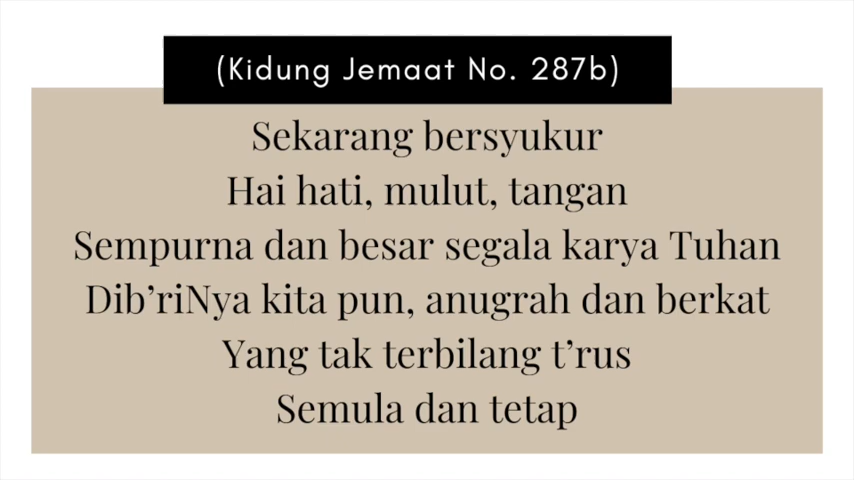 (Kidung Jemaat No. 287b)
Sekarang bersyukur
Hai hati, mulut, tangan
Sempurna dan besar segala karya Tuhan
Dib’riNya kita pun, anugrah dan berkat
Yang tak terbilang t’rus
Semula dan tetap